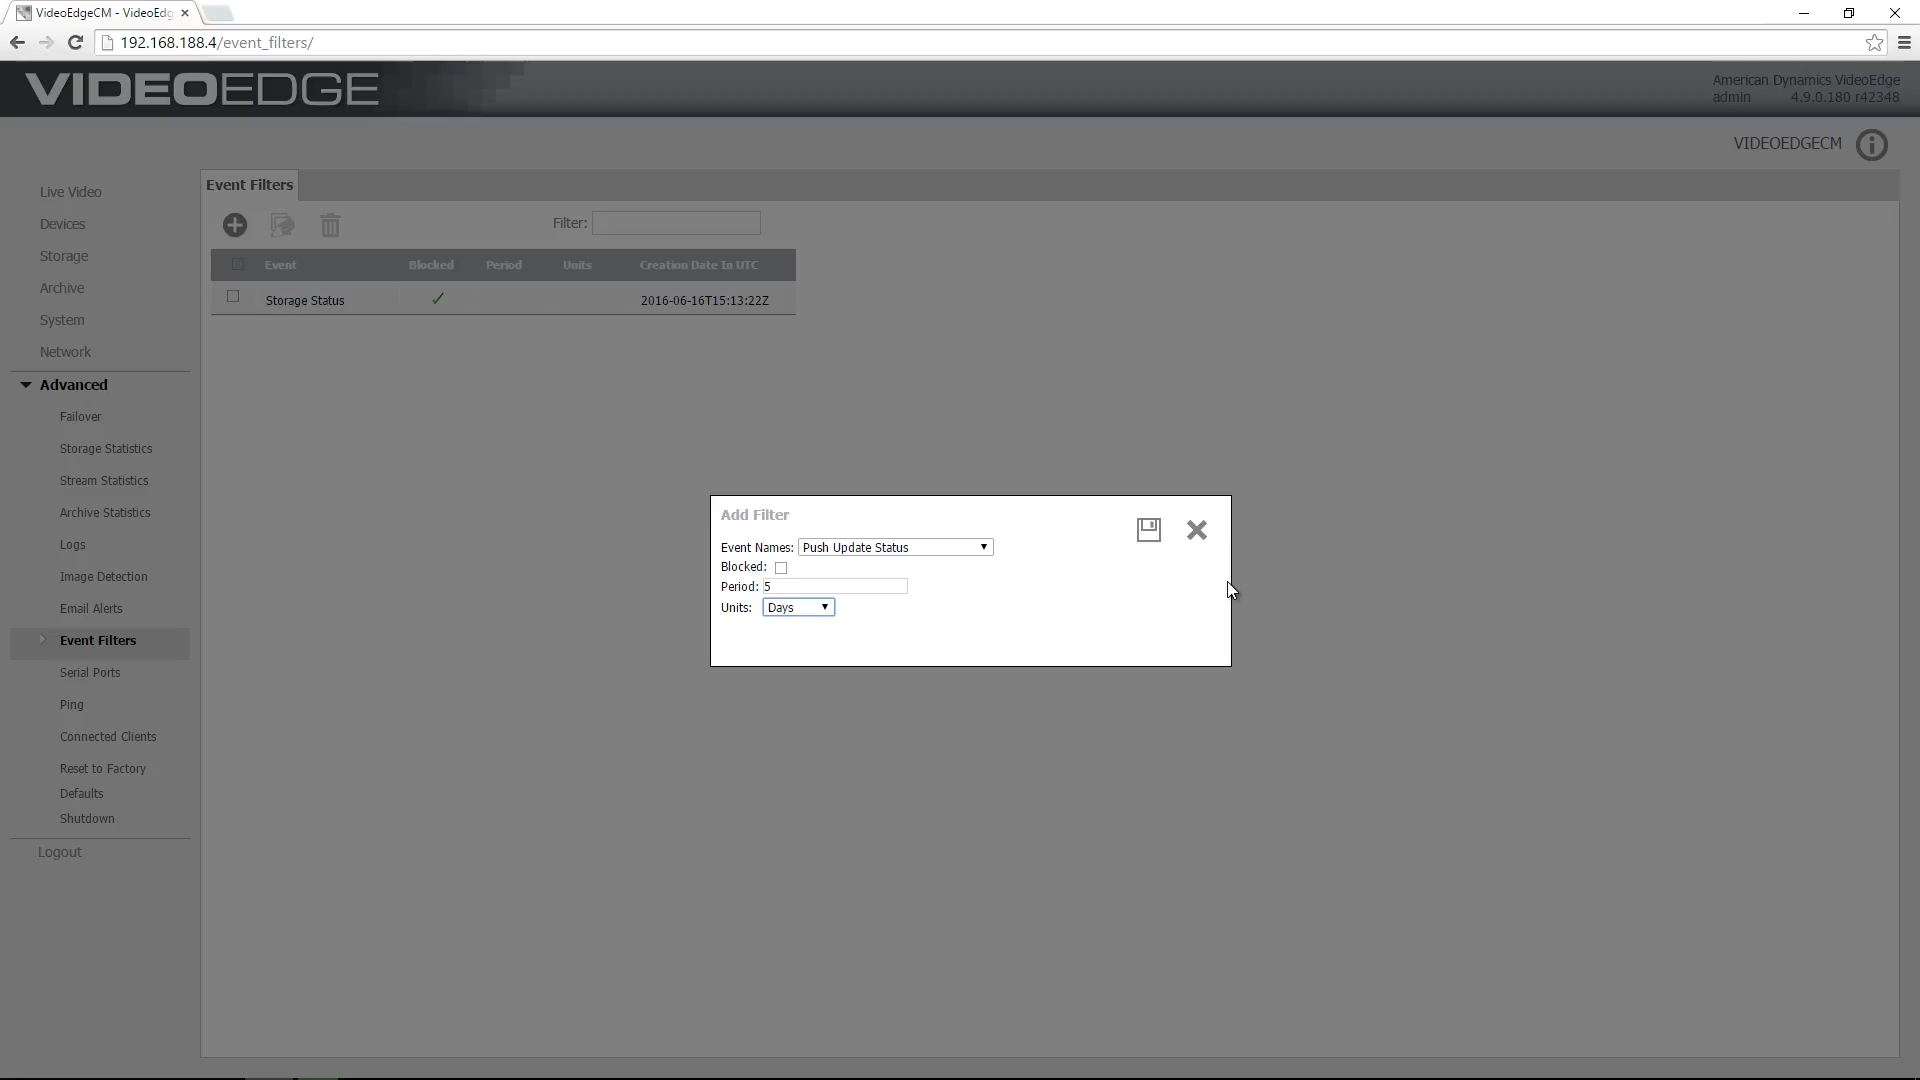 VideoEdgeCM - VideoEdg
192.168.188.4/event_filters/
VIDEOEDGE
American Dynamics VideoEdge
admin 4.9.0.180 r42348
VIDEOEDGECM
Live Video
Devices
Storage
Archive
System
Network
Advanced
Failover
Storage Statistics
Stream Statistics
Archive Statistics
Logs
Image Detection
Email Alerts
Event Filters
Serial Ports
Ping
Connected Clients
Reset to Factory
Defaults
Shutdown
Logout
Event Filters
Filter:
Event Blocked Period Units Creation Date In UTC
Storage Status ✓ 2016-06-16T15:13:22Z
Add Filter
Event Names: Push Update Status
Blocked:
Period: 5
Units: Days